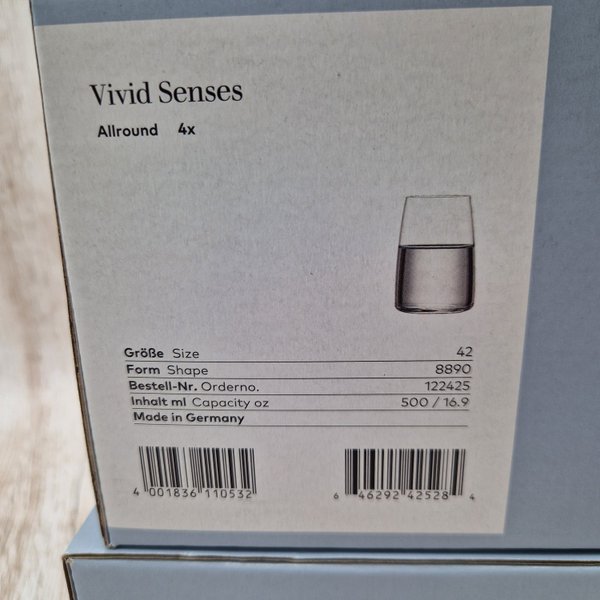 Vivid Senses
Allround 4x
Größe Size 42
Form Shape 8890
Bestell-Nr. Orderno. 122425
Inhalt ml Capacity oz 500 / 16.9
Made in Germany
4 001836 110532 6 46292 42528 4